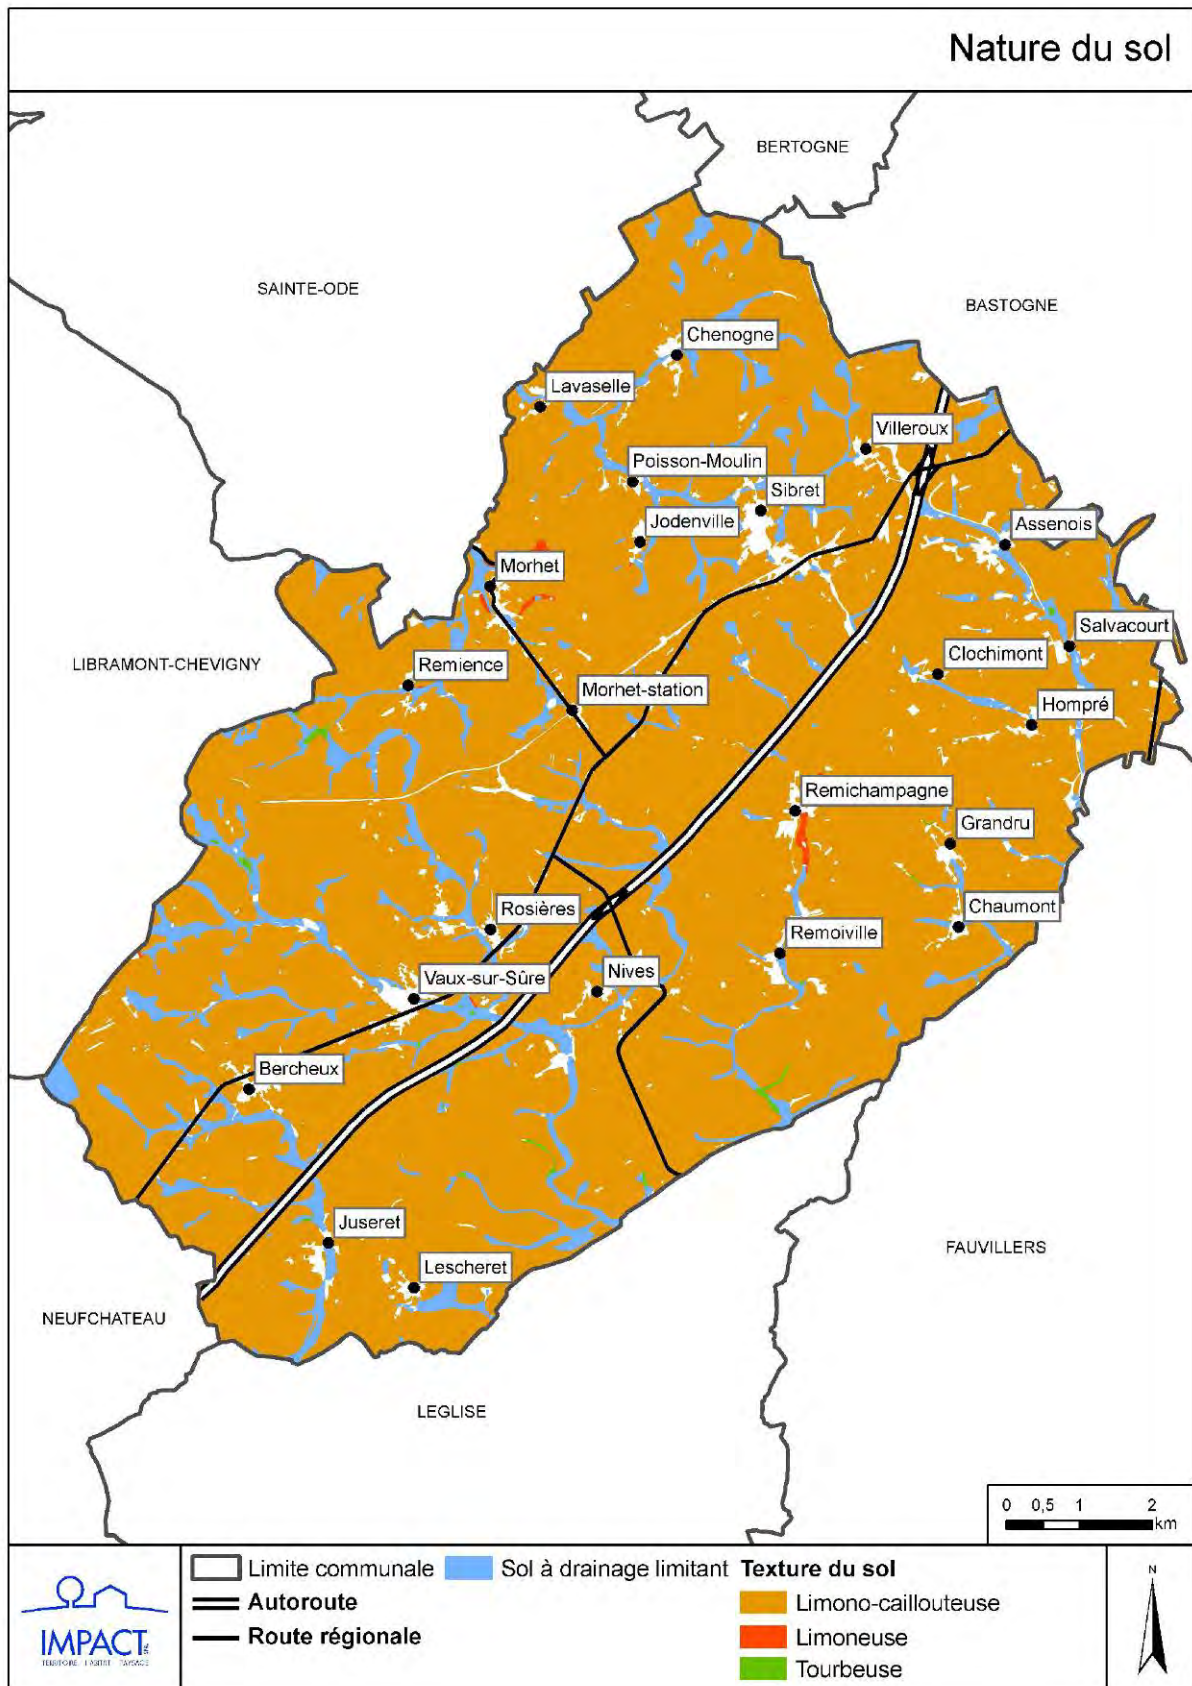 Nature du sol
BERTOGNE
SAINTE-ODE
BASTOGNE
Chenogne
Lavaselle
Villeroux
Poisson-Moulin
Sibret
Jodenville
Assenois
Morhet
Salvacourt
Clochimont
LIBRAMONT-CHEVIGNY
Remience
Morhet-station
Hompré
Remichampagne
Grandru
Rosières
Chaumont
Remoiville
Vaux-sur-Sûre
Nives
Bercheux
Juseret
FAUVILLERS
Lescheret
NEUFCHATEAU
LEGLISE
0 0,5 1 2
km
Limite communale
Autoroute
Route régionale
Sol à drainage limitant
Texture du sol
Limono-caillouteuse
Limoneuse
Tourbeuse
IMPACT
TERRITOIRE HABITAT PAYSAGE
N